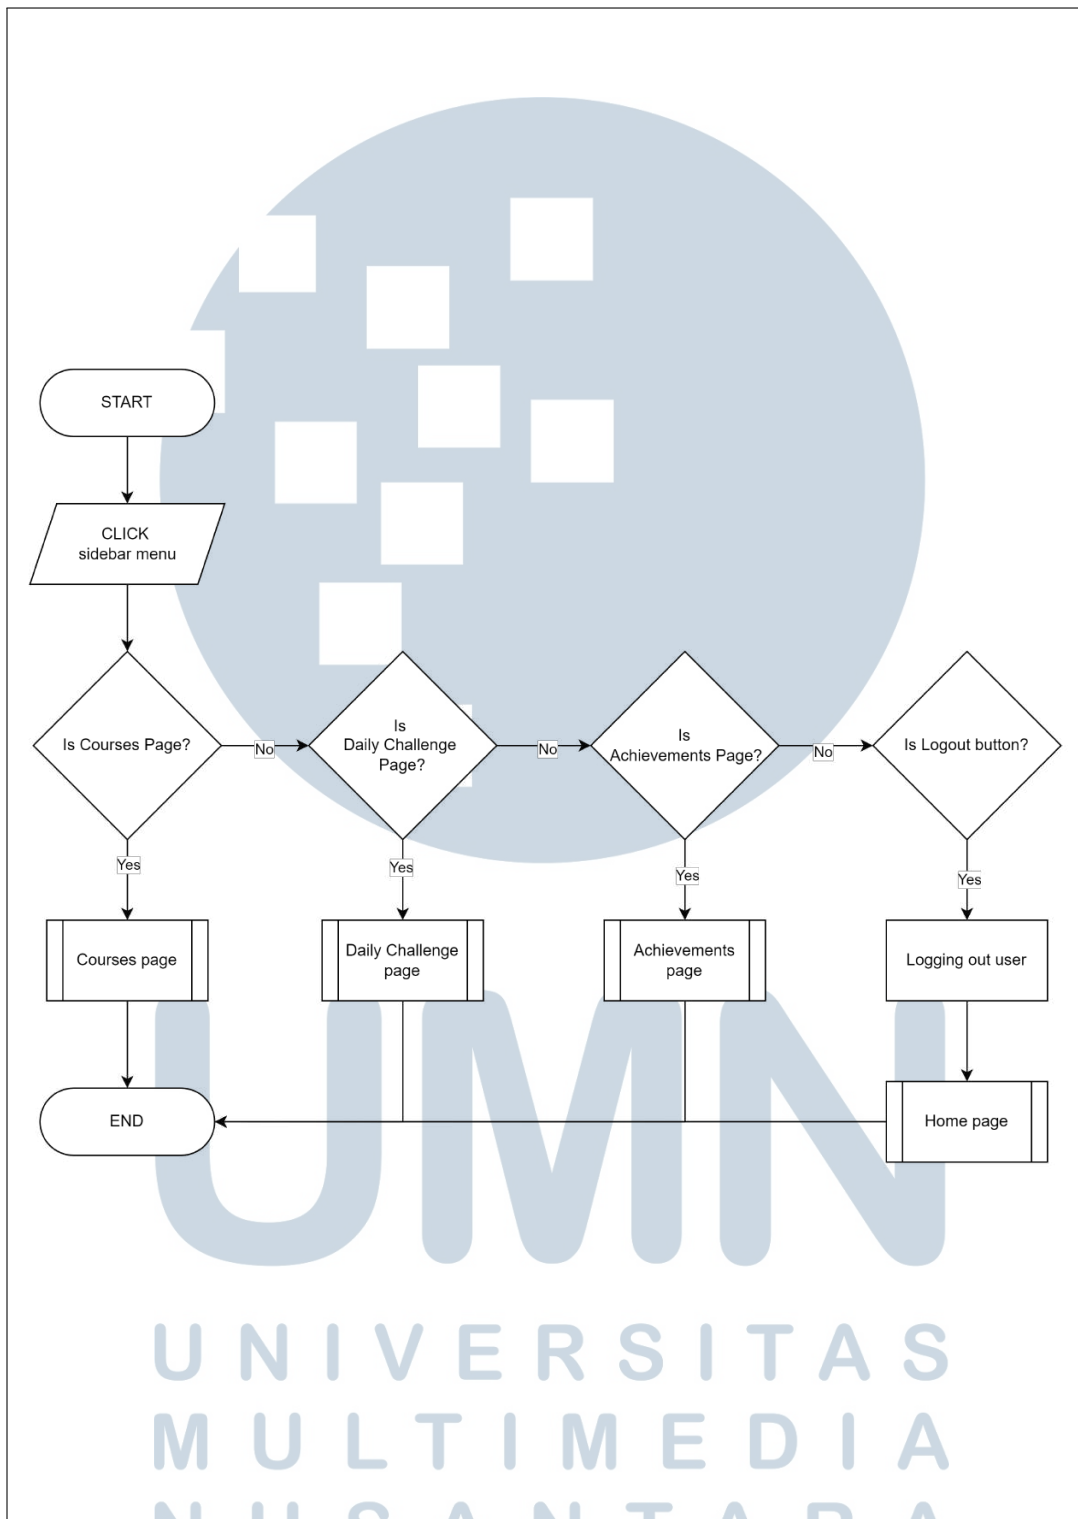 START
CLICK
sidebar menu
Is Courses Page?
No
Is
Daily Challenge
Page?
No
Is
Achievements Page?
No
Is Logout button?
Yes
Yes
Yes
Yes
Courses page
Daily Challenge
page
Achievements
page
Logging out user
END
Home page
UMN
UNIVERSITAS
MULTIMEDIA
NUSANTARA